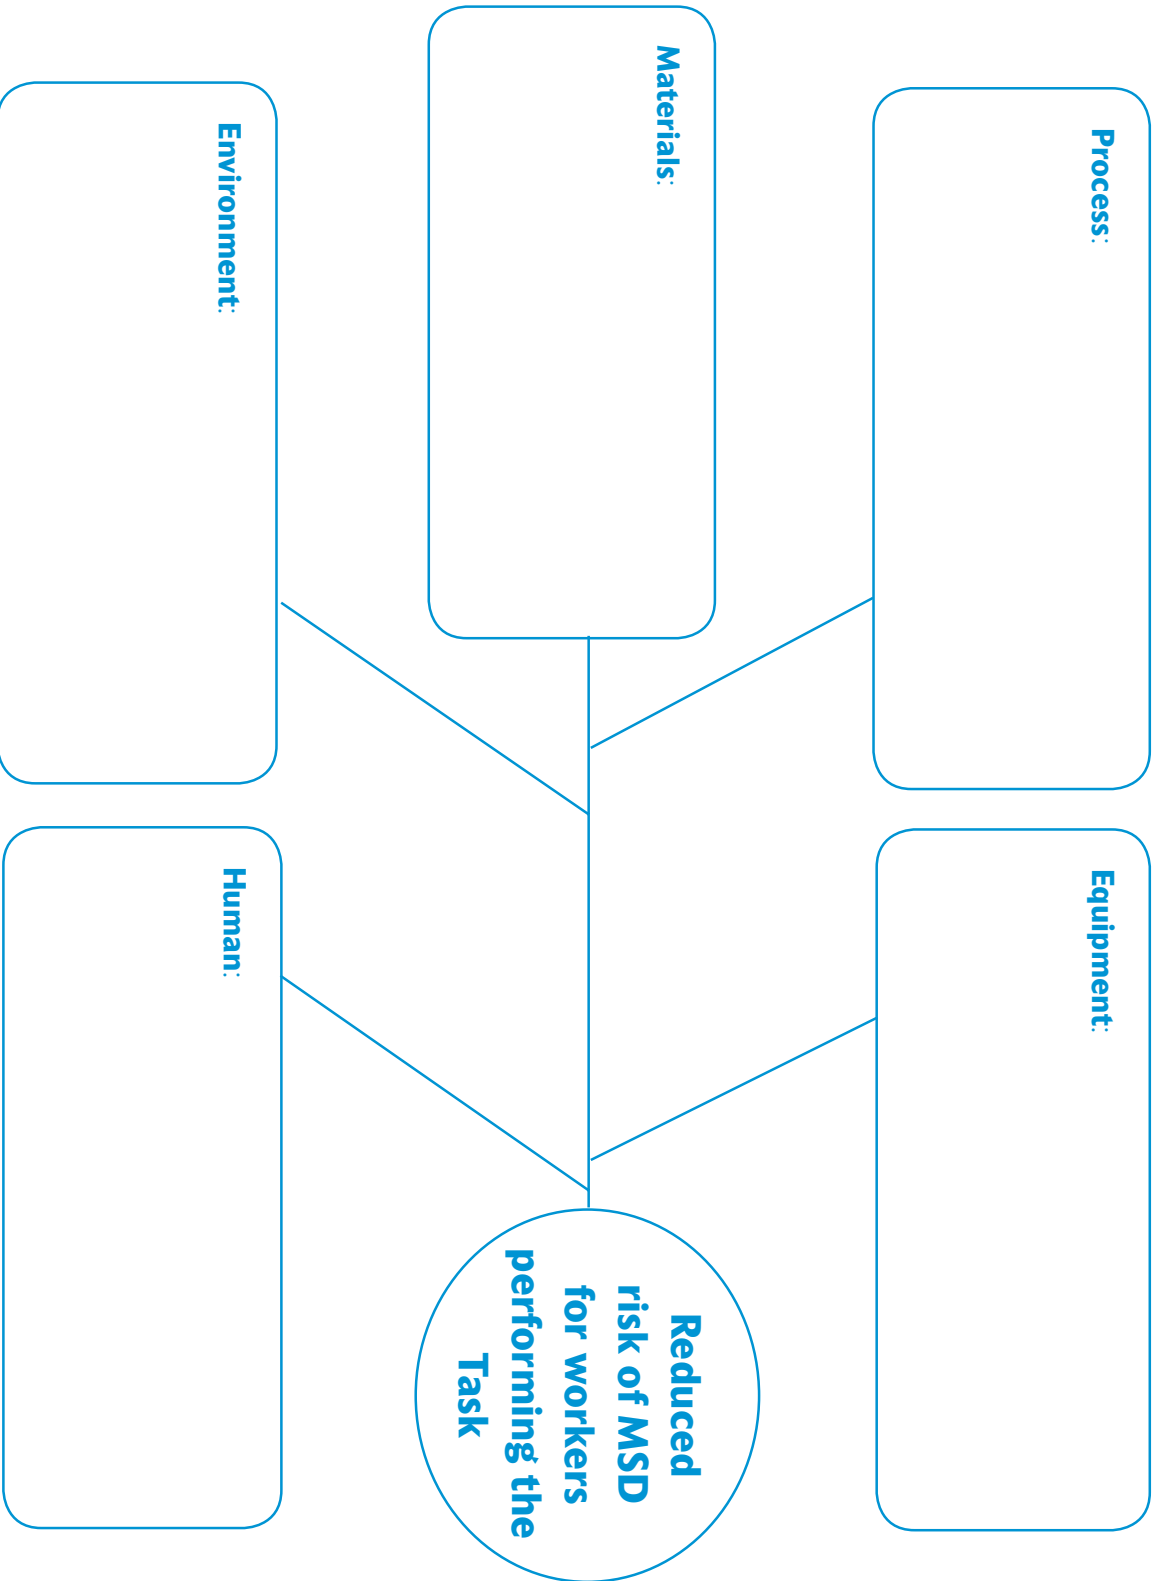 Process:
Equipment:
Materials:
Reduced
risk of MSD
for workers
performing the
Task
Environment:
Human: